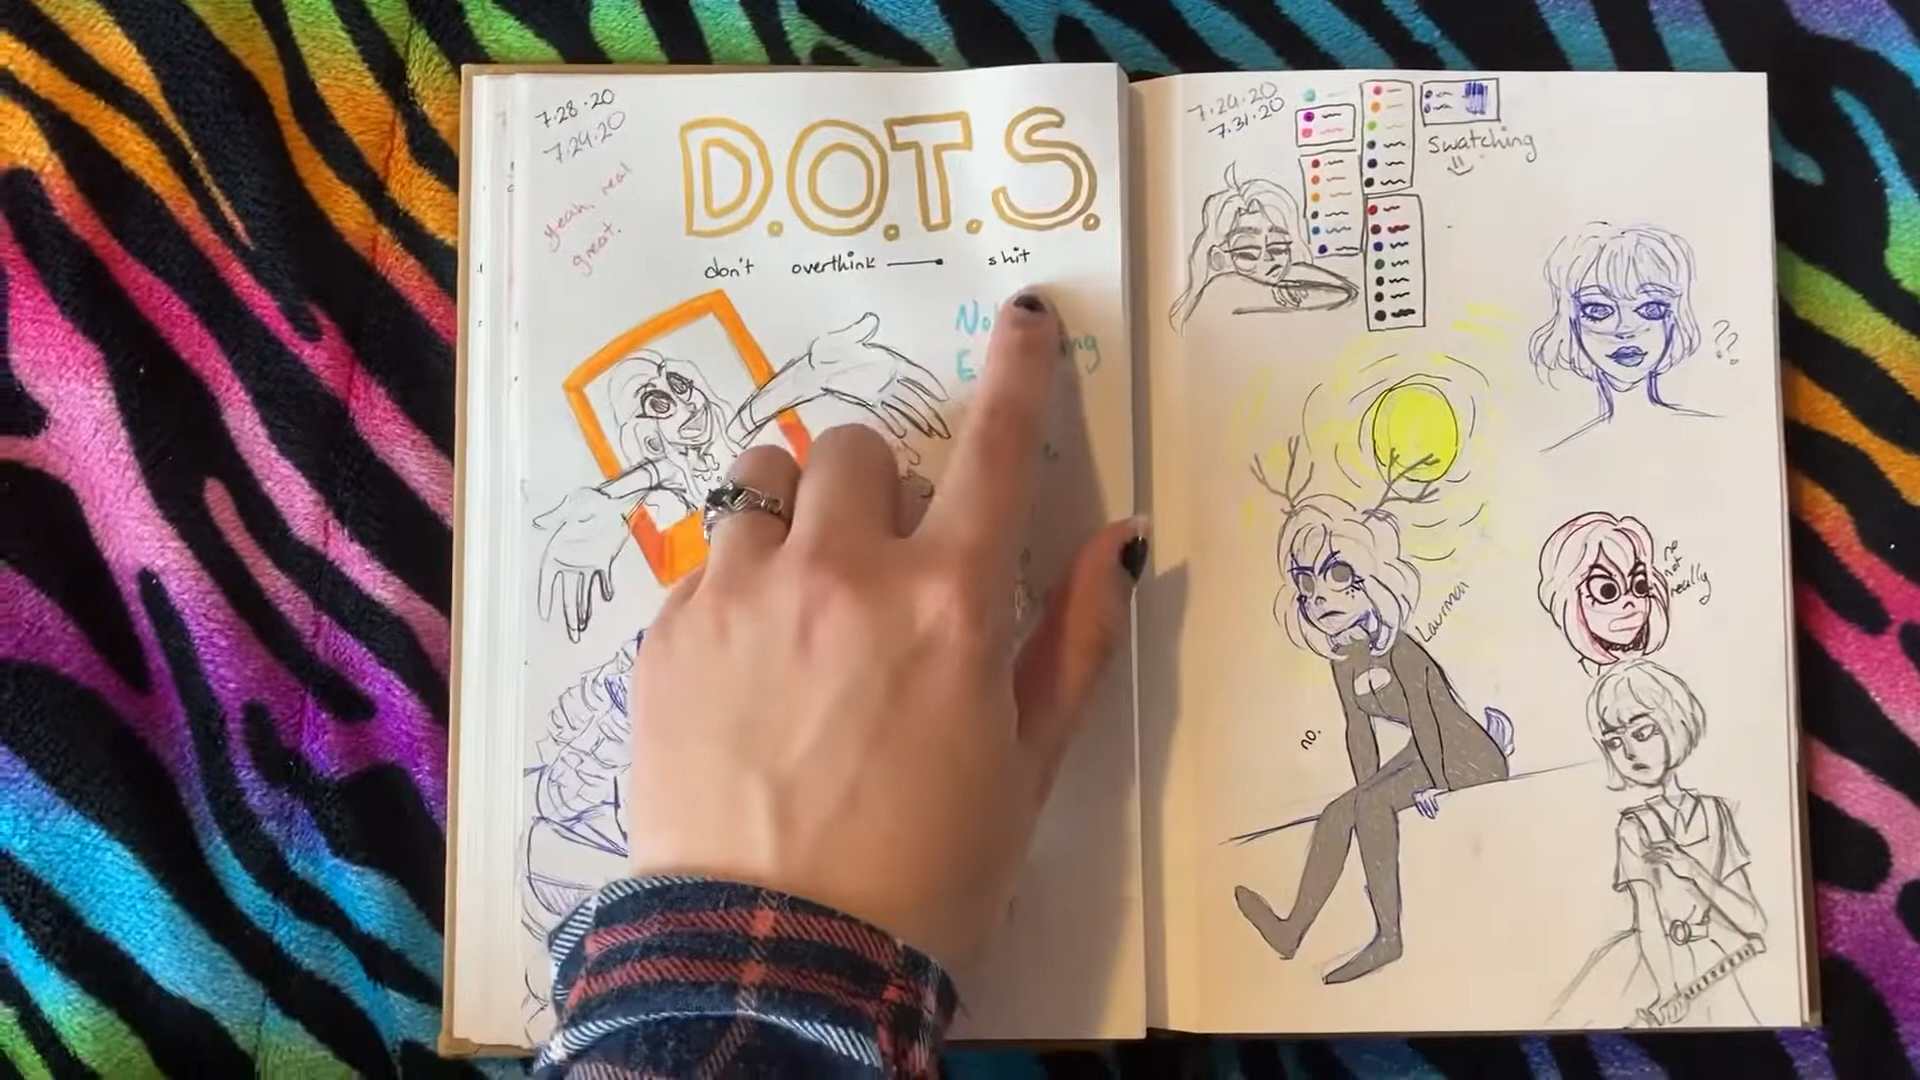 7.28.20
7.29.20
yeah, real
great.
D.O.T.S.
don't overthink shit
7.29.20
7.31.20
swatching
??
no
not
really
Laurman
no.